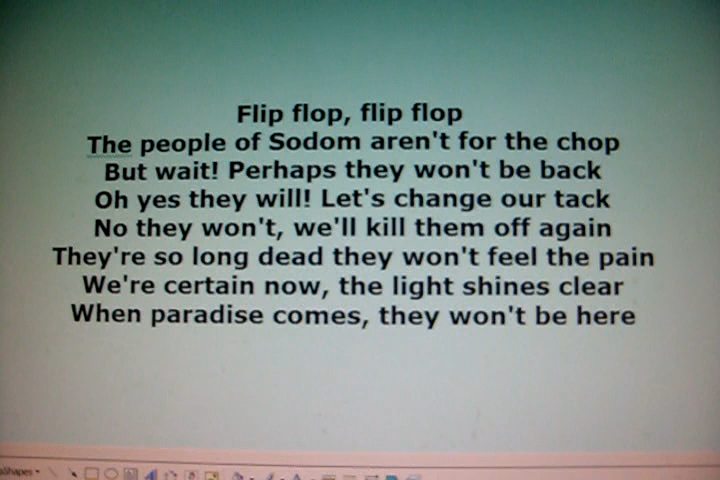 Flip flop, flip flop
The people of Sodom aren't for the chop
But wait! Perhaps they won't be back
Oh yes they will! Let's change our tack
No they won't, we'll kill them off again
They're so long dead they won't feel the pain
We're certain now, the light shines clear
When paradise comes, they won't be here